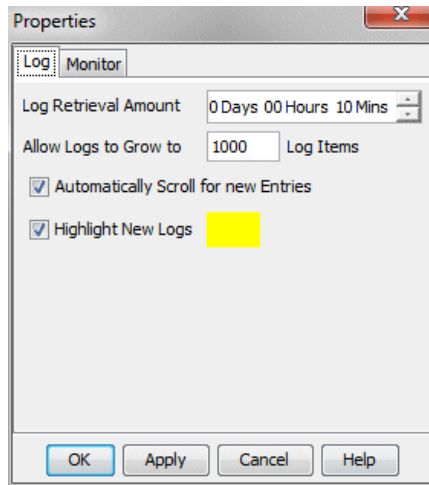 Properties
Log Monitor
Log Retrieval Amount 0 Days 00 Hours 10 Mins
Allow Logs to Grow to 1000 Log Items
Automatically Scroll for new Entries
Highlight New Logs
OK Apply Cancel Help